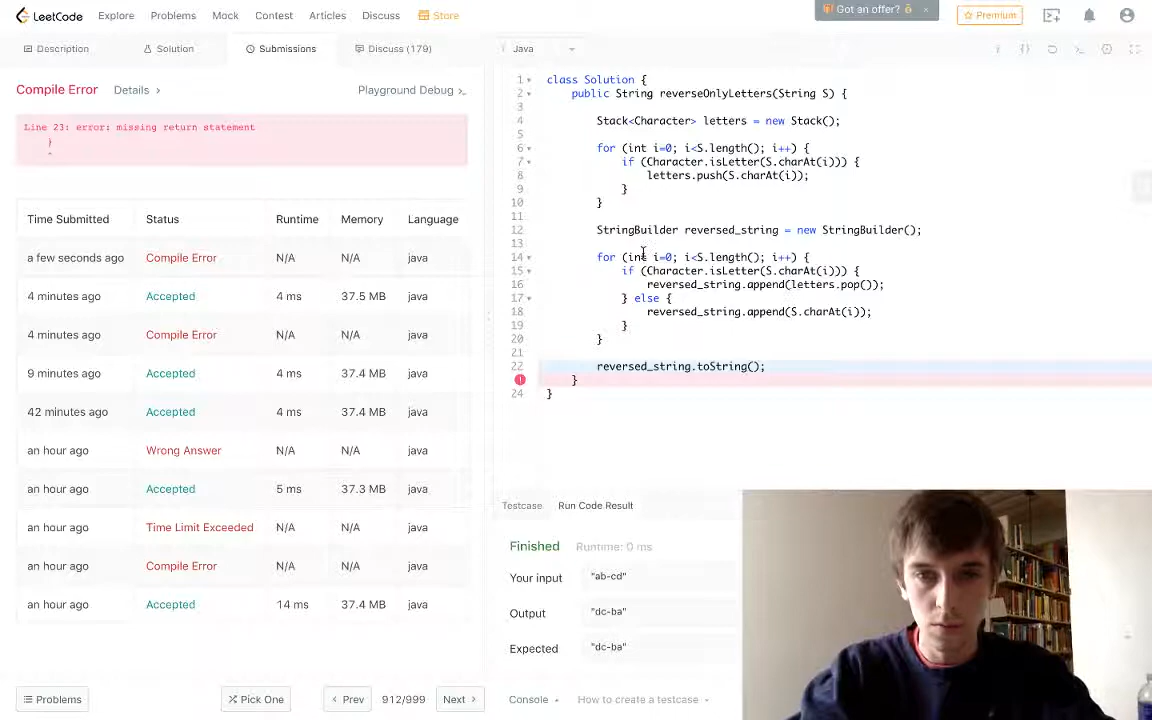 LeetCode Explore Problems Mock Contest Articles Discuss Store Got an offer? × Premium
Description Solution Submissions Discuss (179) Java
Compile Error Details > Playground Debug
Line 23: error: missing return statement
}
^
Time Submitted Status Runtime Memory Language
a few seconds ago Compile Error N/A N/A java
4 minutes ago Accepted 4 ms 37.5 MB java
4 minutes ago Compile Error N/A N/A java
9 minutes ago Accepted 4 ms 37.4 MB java
42 minutes ago Accepted 4 ms 37.4 MB java
an hour ago Wrong Answer N/A N/A java
an hour ago Accepted 5 ms 37.3 MB java
an hour ago Time Limit Exceeded N/A N/A java
an hour ago Compile Error N/A N/A java
an hour ago Accepted 14 ms 37.4 MB java
Problems Pick One < Prev 912/999 Next >
1 class Solution {
2 public String reverseOnlyLetters(String S) {
3
4 Stack<Character> letters = new Stack();
5
6 for (int i=0; i<S.length(); i++) {
7 if (Character.isLetter(S.charAt(i))) {
8 letters.push(S.charAt(i));
9 }
10 }
11
12 StringBuilder reversed_string = new StringBuilder();
13
14 for (int i=0; i<S.length(); i++) {
15 if (Character.isLetter(S.charAt(i))) {
16 reversed_string.append(letters.pop());
17 } else {
18 reversed_string.append(S.charAt(i));
19 }
20 }
21
22 reversed_string.toString();
}
24 }
Testcase Run Code Result
Finished Runtime: 0 ms
Your input "ab-cd"
Output "dc-ba"
Expected "dc-ba"
Console How to create a testcase